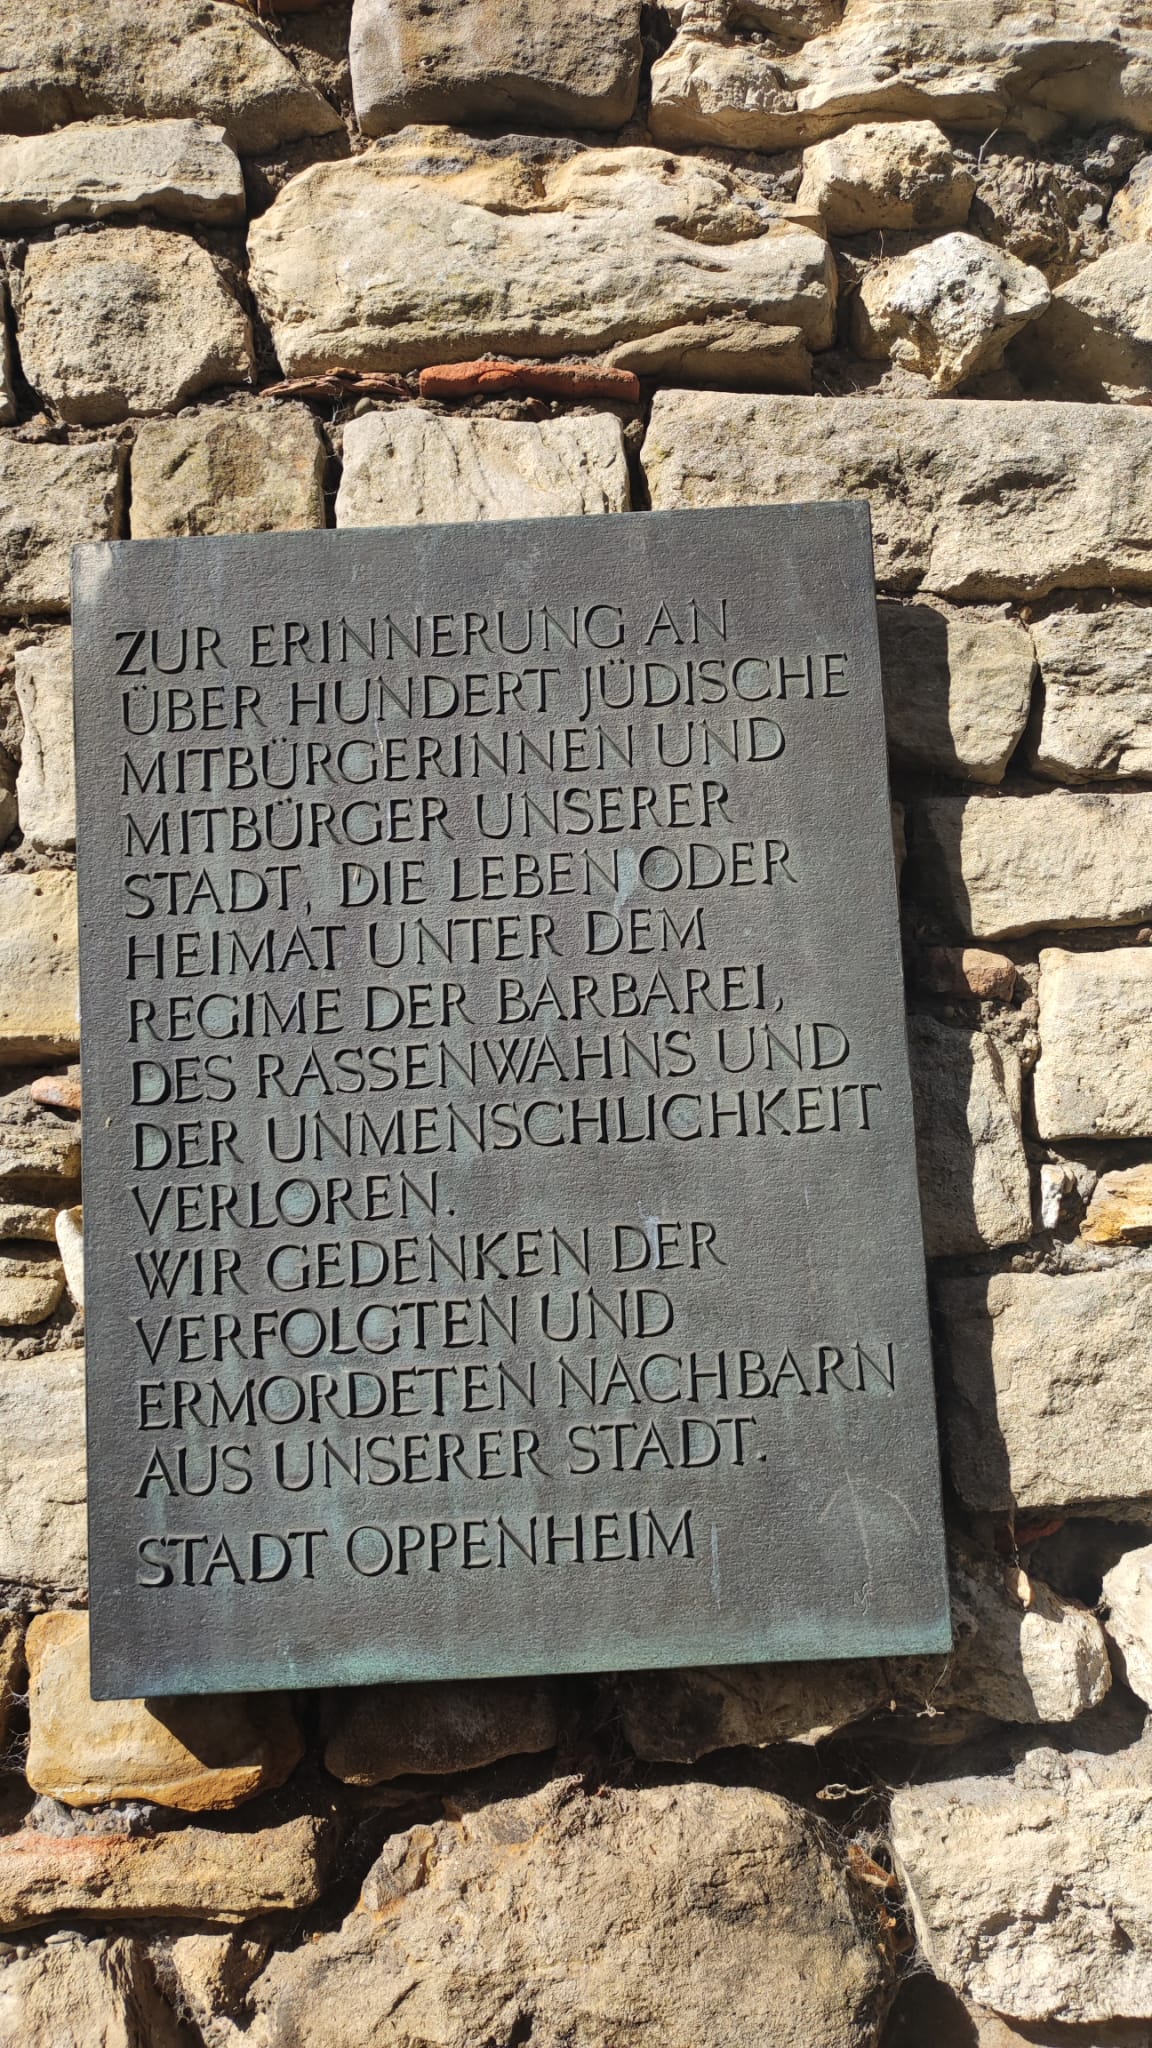 ZUR ERINNERUNG AN
ÜBER HUNDERT JÜDISCHE
MITBÜRGERINNEN UND
MITBÜRGER UNSERER
STADT, DIE LEBEN ODER
HEIMAT UNTER DEM
REGIME DER BARBAREI,
DES RASSENWAHNS UND
DER UNMENSCHLICHKEIT
VERLOREN.
WIR GEDENKEN DER
VERFOLGTEN UND
ERMORDETEN NACHBARN
AUS UNSERER STADT.
STADT OPPENHEIM